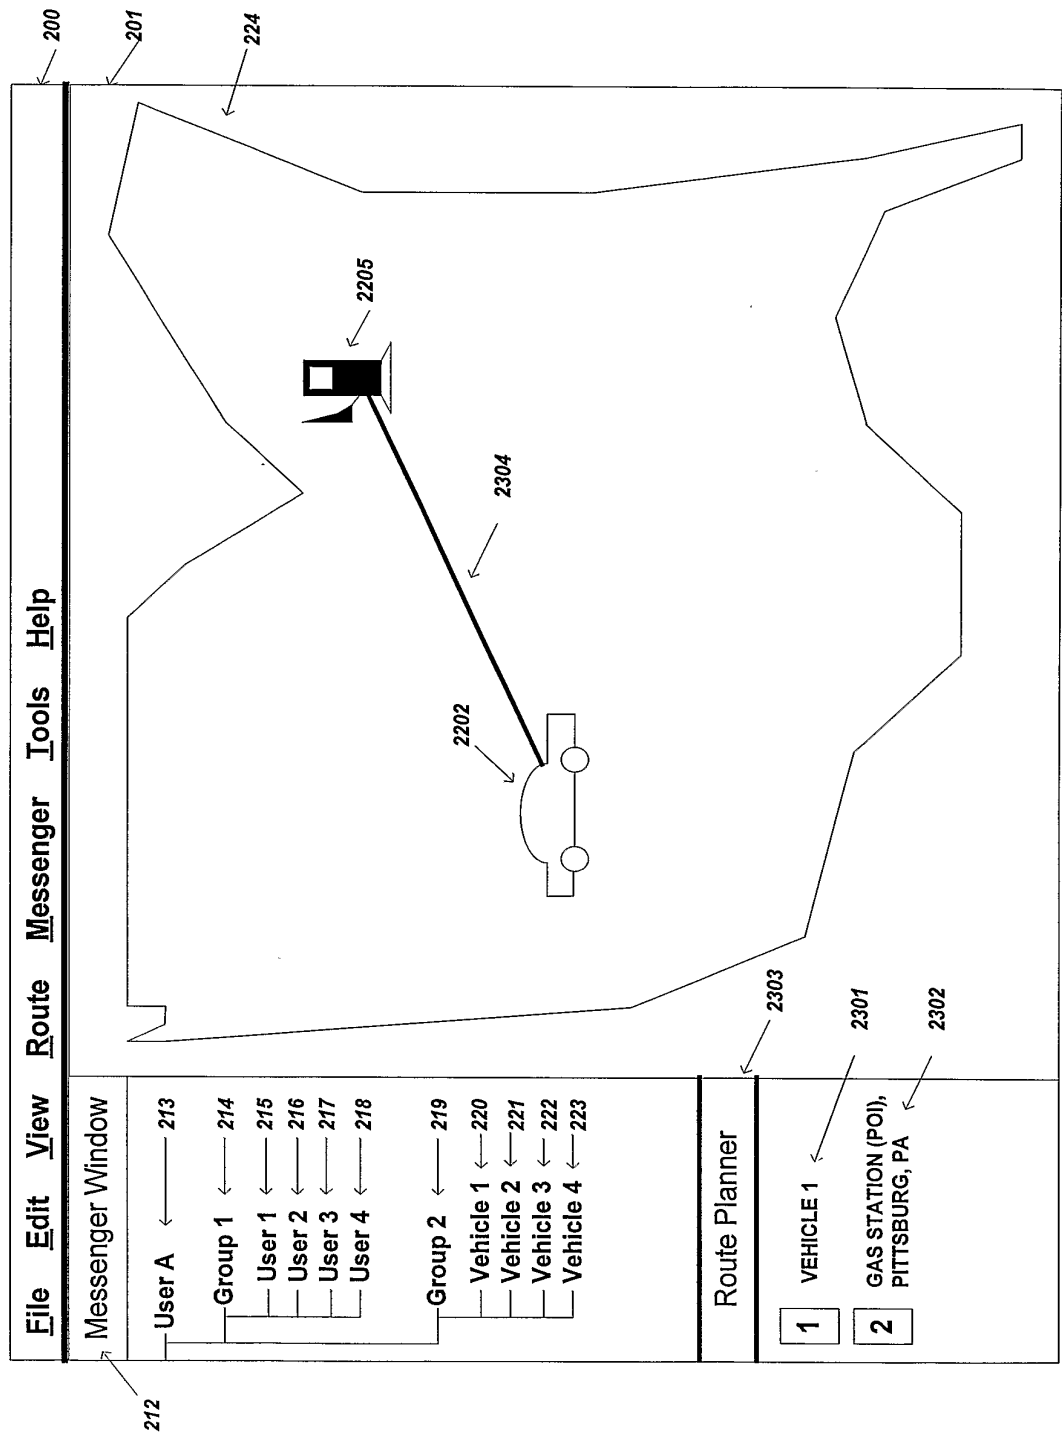 200
201
File Edit View Route Messenger Tools Help
212
Messenger Window
User A 213
Group 1 214
User 1 215
User 2 216
User 3 217
User 4 218
Group 2 219
Vehicle 1 220
Vehicle 2 221
Vehicle 3 222
Vehicle 4 223
224
2205
2304
2202
Route Planner
2303
1 VEHICLE 1
2301
2 GAS STATION (POI),
PITTSBURG, PA
2302